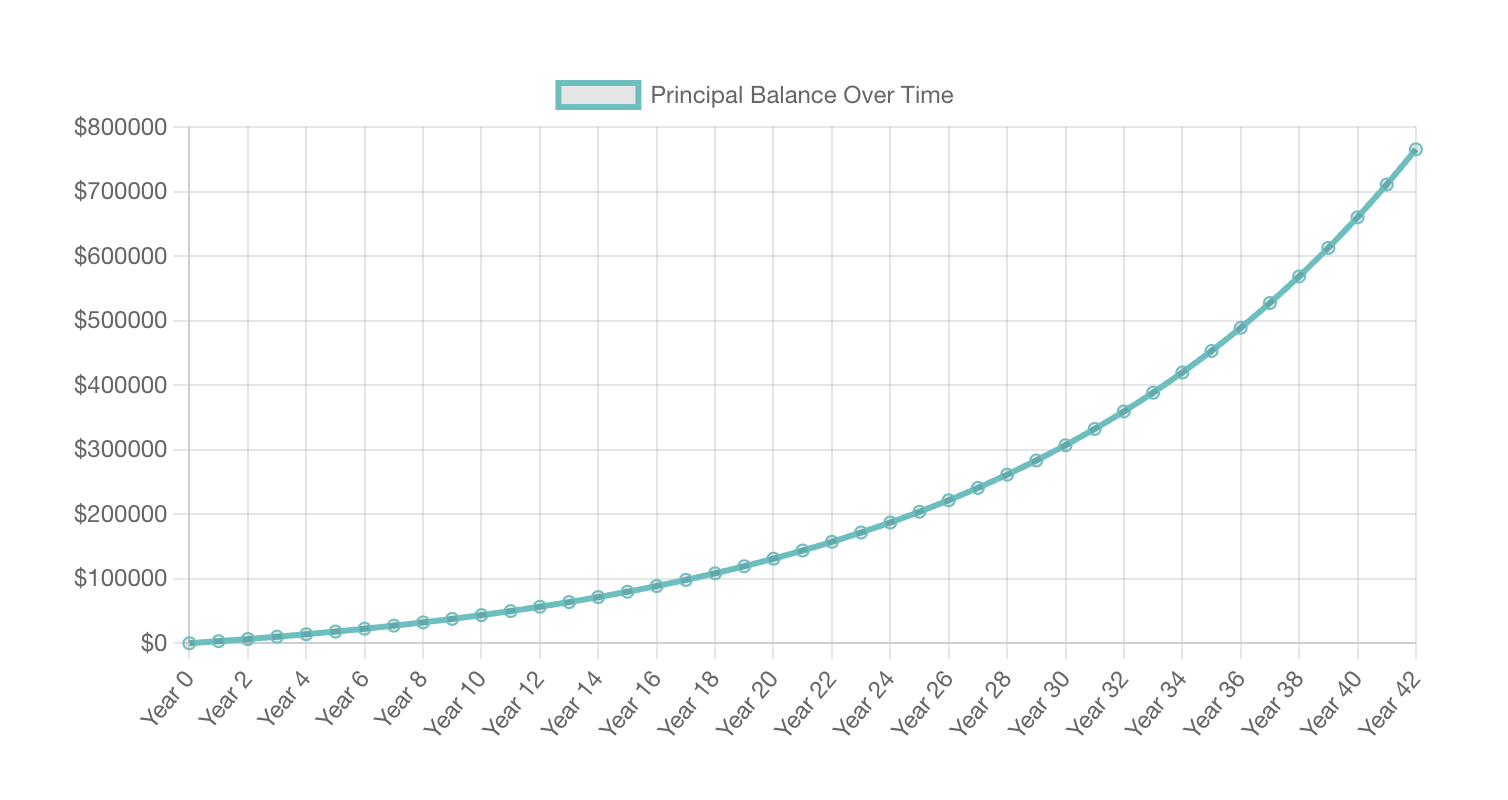 Principal Balance Over Time
$800000
$700000
$600000
$500000
$400000
$300000
$200000
$100000
$0
Year 0
Year 2
Year 4
Year 6
Year 8
Year 10
Year 12
Year 14
Year 16
Year 18
Year 20
Year 22
Year 24
Year 26
Year 28
Year 30
Year 32
Year 34
Year 36
Year 38
Year 40
Year 42